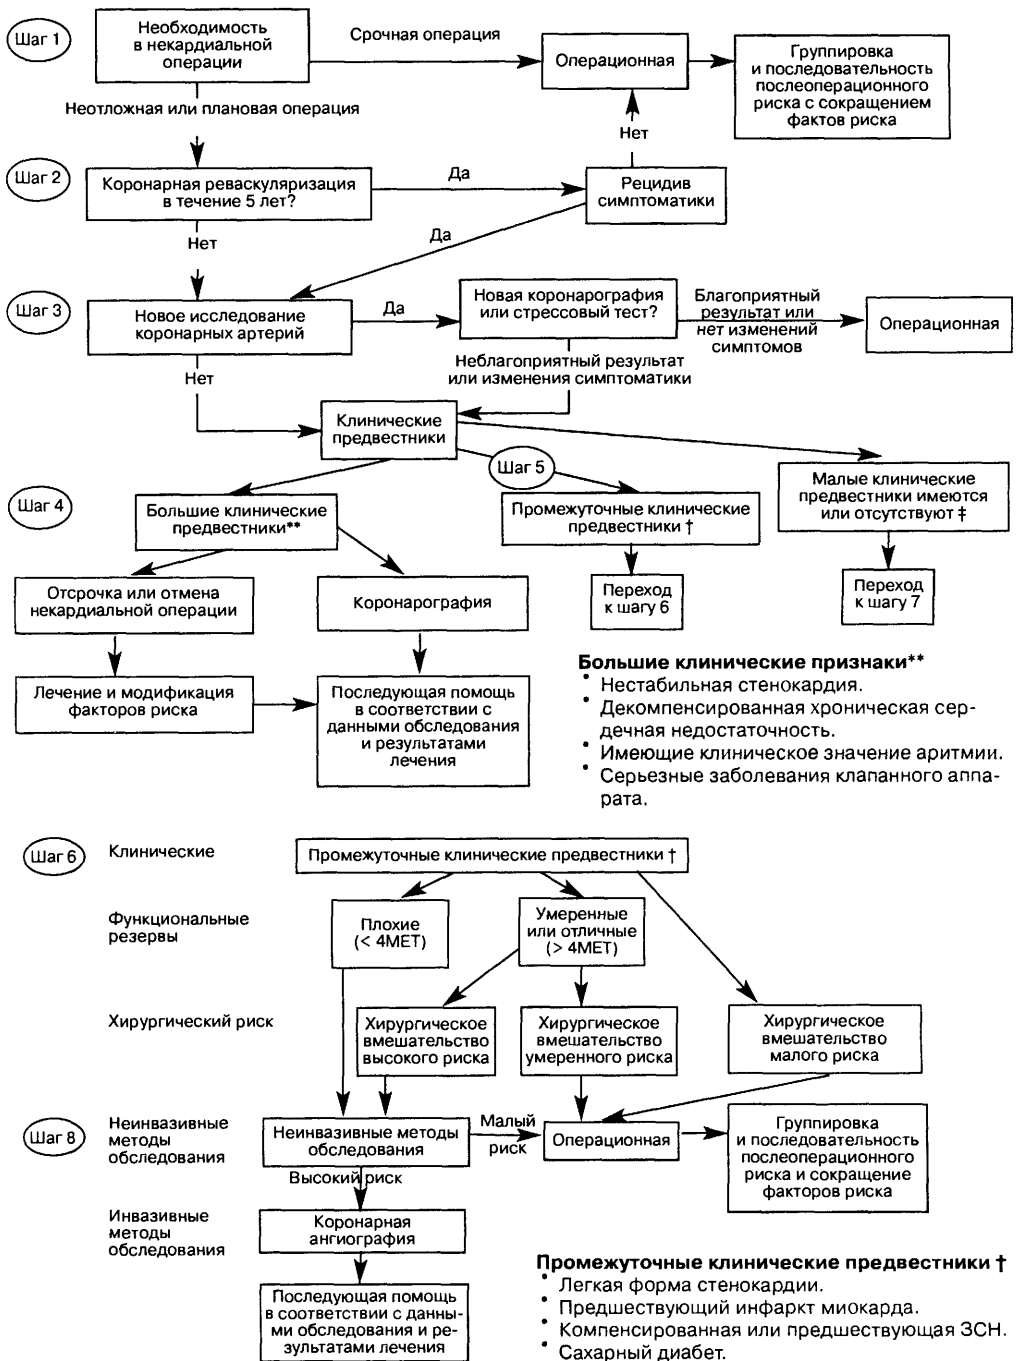 Шаг 1
Необходимость
в некардиальной
операции
Срочная операция
Операционная
Группировка
и последовательность
послеоперационного
риска с сокращением
фактов риска
Неотложная или плановая операция
Нет
Шаг 2
Коронарная реваскуляризация
в течение 5 лет?
Да
Рецидив
симптоматики
Нет
Да
Шаг 3
Новое исследование
коронарных артерий
Да
Новая коронарография
или стрессовый тест?
Благоприятный
результат или
нет изменений
симптомов
Операционная
Нет
Неблагоприятный результат
или изменения симптоматики
Клинические
предвестники
Шаг 5
Шаг 4
Большие клинические
предвестники**
Промежуточные клинические
предвестники †
Малые клинические
предвестники имеются
или отсутствуют ‡
Отсрочка или отмена
некардиальной операции
Коронарография
Переход
к шагу 6
Переход
к шагу 7
Лечение и модификация
факторов риска
Последующая помощь
в соответствии с
данными обследования
и результатами
лечения
Большие клинические признаки**
• Нестабильная стенокардия.
• Декомпенсированная хроническая сер-
дечная недостаточность.
• Имеющие клиническое значение аритмии.
• Серьезные заболевания клапанного аппа-
рата.
Шаг 6
Клинические
Промежуточные клинические предвестники †
Функциональные
резервы
Плохие
(< 4МЕТ)
Умеренные
или отличные
(> 4МЕТ)
Хирургический риск
Хирургическое
вмешательство
высокого риска
Хирургическое
вмешательство
умеренного риска
Хирургическое
вмешательство
малого риска
Шаг 8
Неинвазивные
методы
обследования
Неинвазивные методы
обследования
Малый
риск
Операционная
Группировка
и последовательность
послеоперационного
риска и сокращение
факторов риска
Высокий риск
Инвазивные
методы
обследования
Коронарная
ангиография
Последующая помощь
в соответствии с данны-
ми обследования и ре-
зультатами лечения
Промежуточные клинические предвестники †
• Легкая форма стенокардии.
• Предшествующий инфаркт миокарда.
• Компенсированная или предшествующая ЗСН.
• Сахарный диабет.